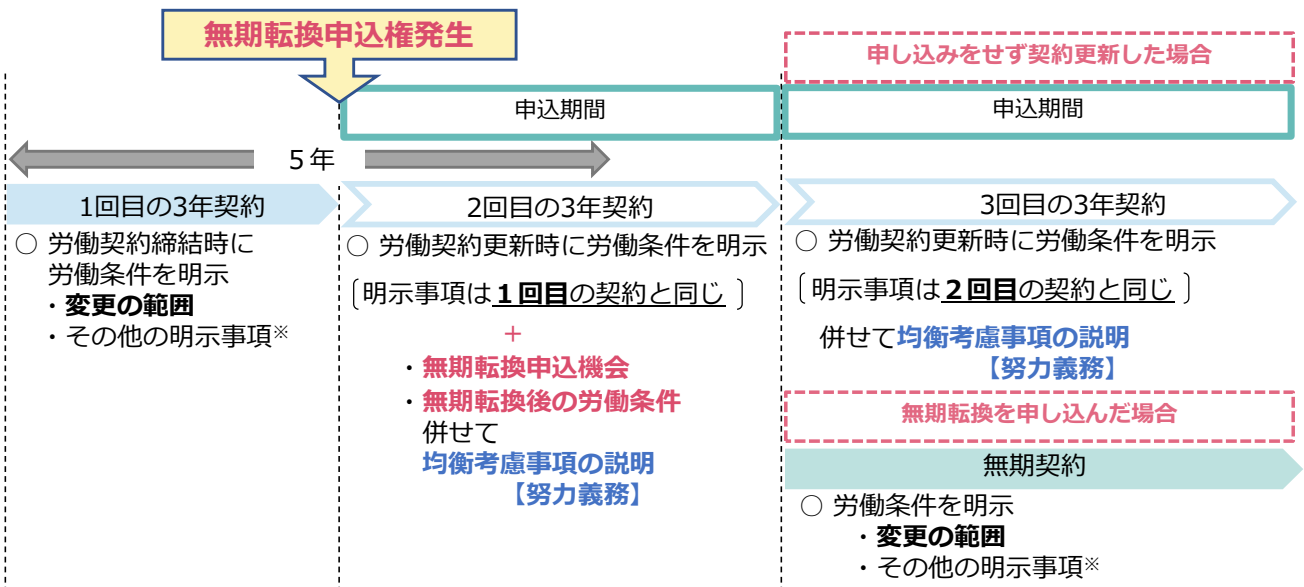 無期転換申込権発生
申し込みをせず契約更新した場合
申込期間
申込期間
5年
1回目の3年契約
○ 労働契約締結時に
労働条件を明示
・変更の範囲
・その他の明示事項※
2回目の3年契約
○ 労働契約更新時に労働条件を明示
〔明示事項は１回目の契約と同じ 〕
+
・無期転換申込機会
・無期転換後の労働条件
併せて
均衡考慮事項の説明
【努力義務】
3回目の3年契約
○ 労働契約更新時に労働条件を明示
〔明示事項は２回目の契約と同じ 〕
併せて均衡考慮事項の説明
【努力義務】
無期転換を申し込んだ場合
無期契約
○ 労働条件を明示
・変更の範囲
・その他の明示事項※